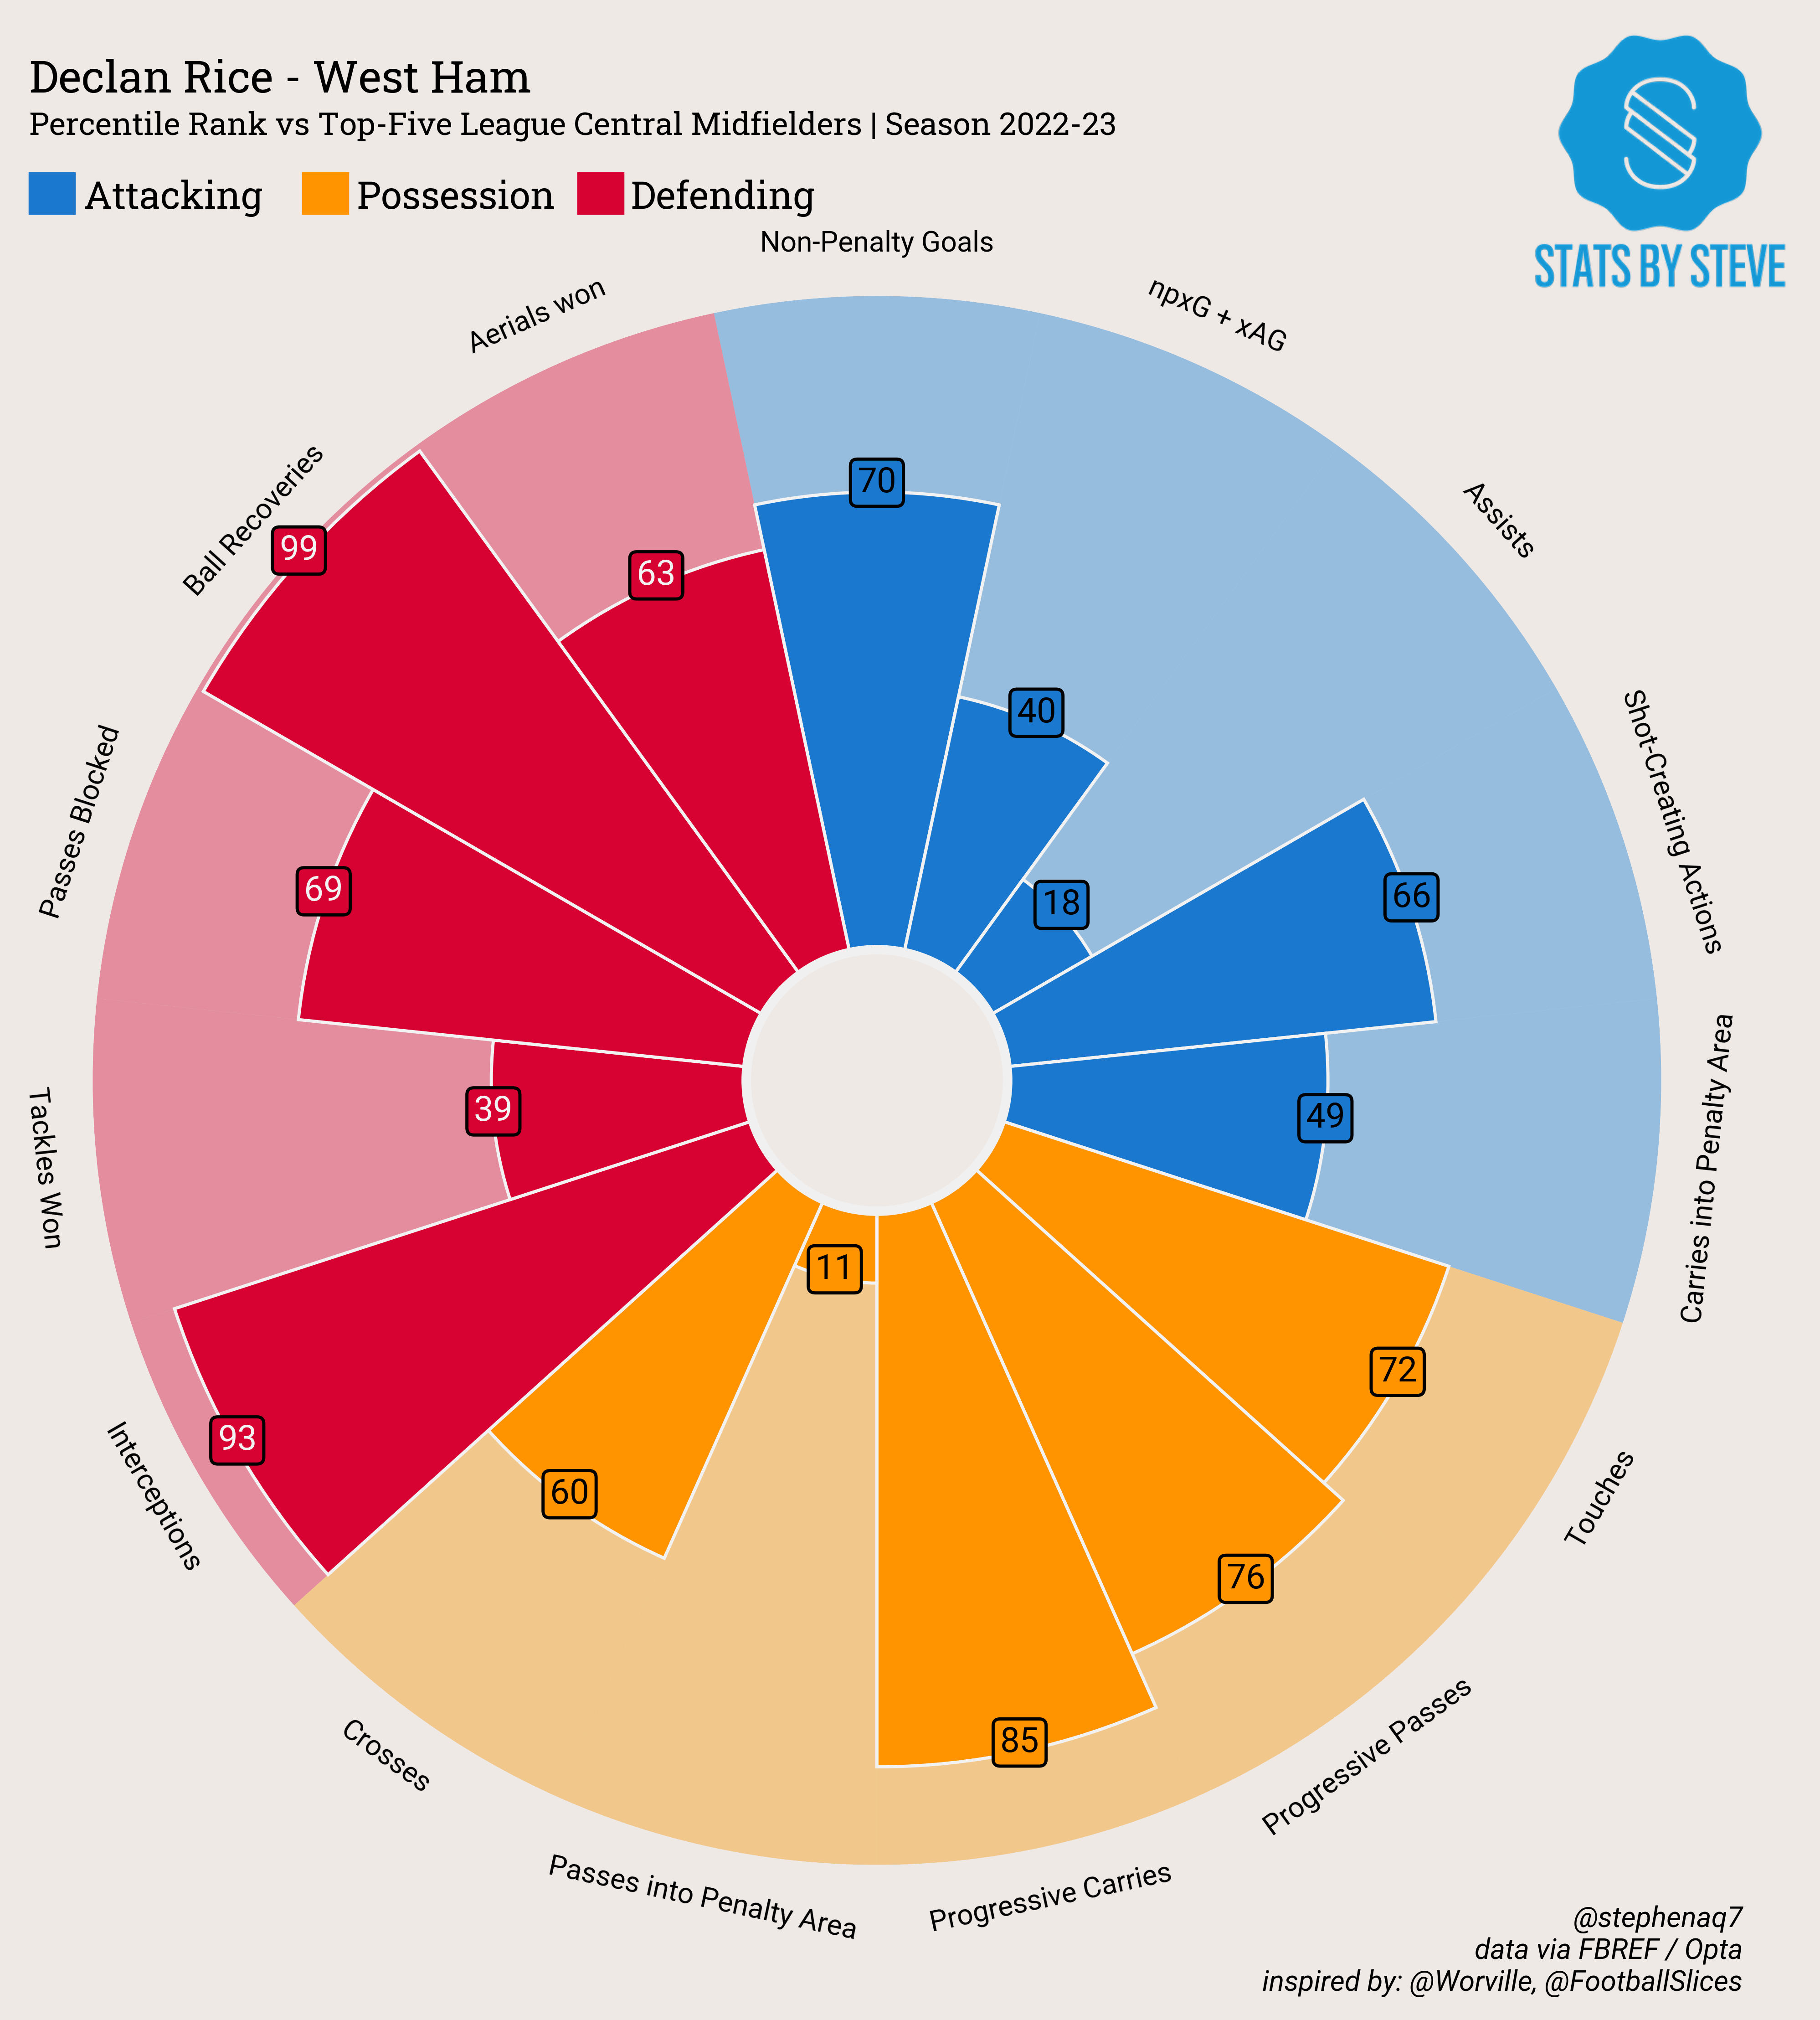 Declan Rice - West Ham
Percentile Rank vs Top-Five League Central Midfielders | Season 2022-23
Attacking Possession Defending
STATS BY STEVE
Non-Penalty Goals
70
npxG + xAG
40
Assists
18
Shot-Creating Actions
66
Carries into Penalty Area
49
Touches
72
Progressive Passes
76
Progressive Carries
85
Passes into Penalty Area
11
Crosses
60
Interceptions
93
Tackles Won
39
Passes Blocked
69
Ball Recoveries
99
Aerials won
63
@stephenaq7
data via FBREF / Opta
inspired by: @Worville, @FootballSlices